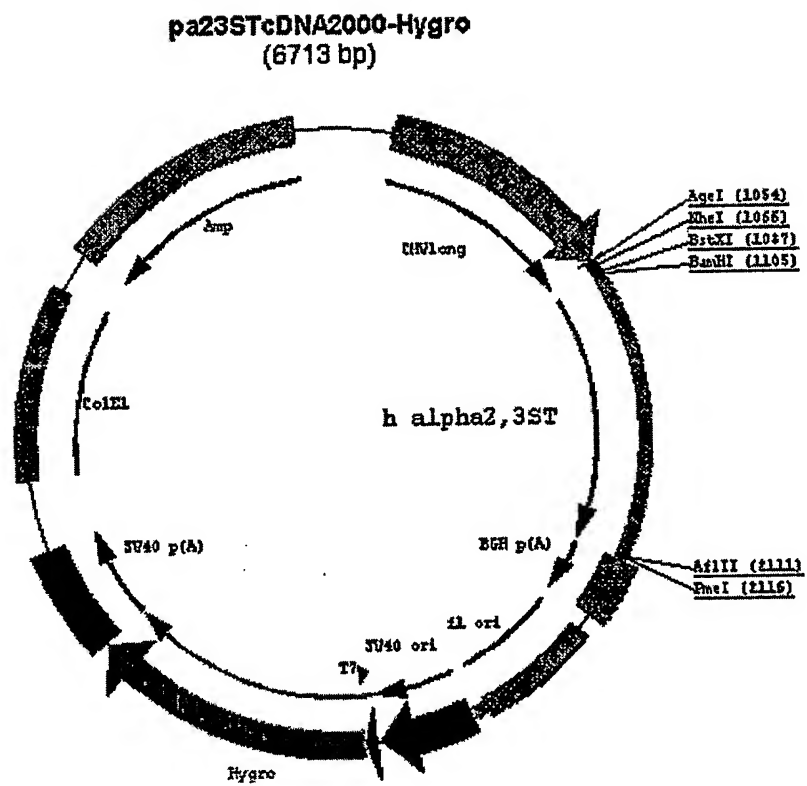 pa23STcDNA2000-Hygro
(6713 bp)
AgeI (1054)
NheI (1066)
BstXI (1087)
BamHI (1105)
Amp
CMVlong
ColE1
h alpha2,3ST
SV40 p(A)
BGH p(A)
AflII (2111)
PmeI (2116)
f1 ori
SV40 ori
T7
Hygro